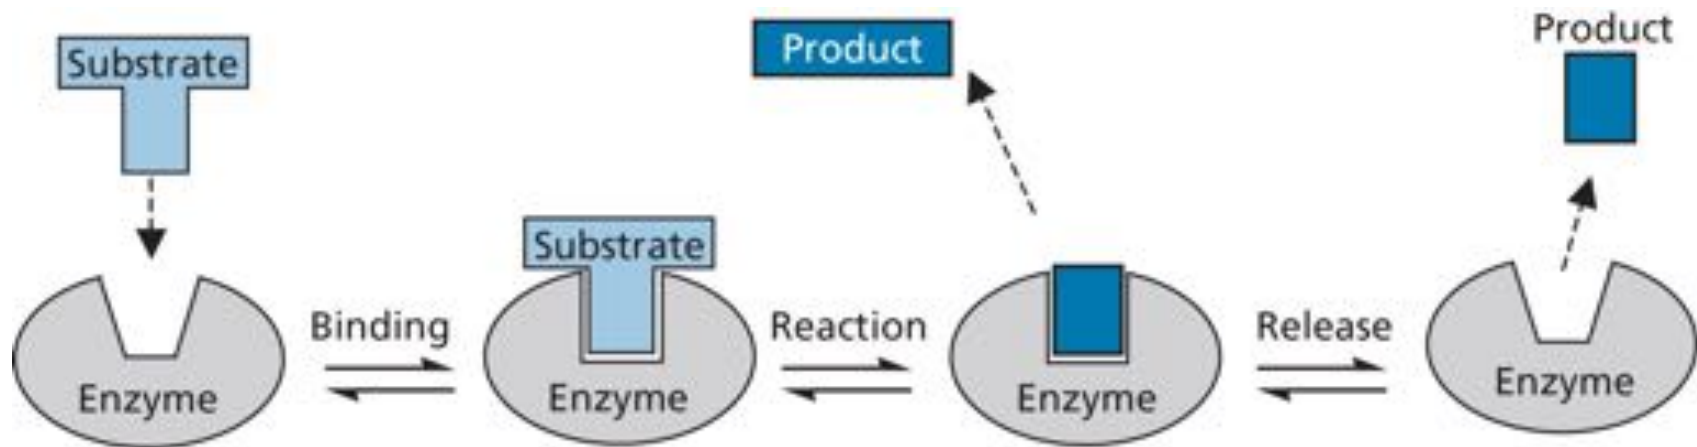 Substrate
Enzyme
Binding
Substrate
Enzyme
Reaction
Product
Enzyme
Release
Product
Enzyme